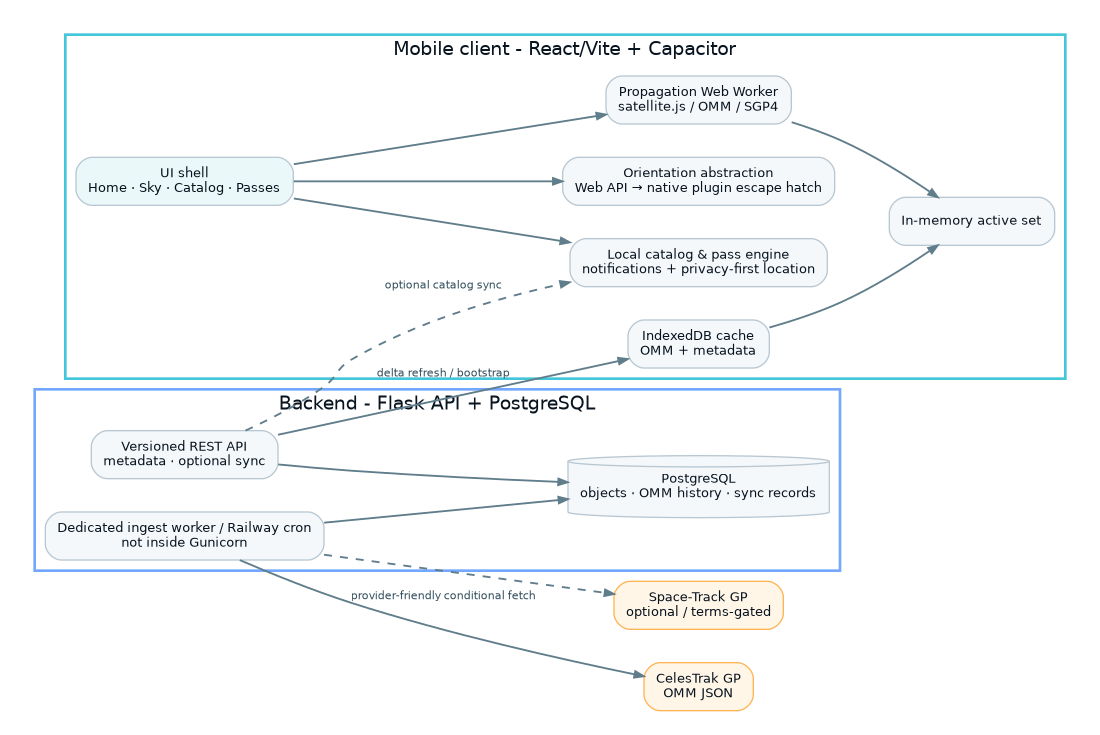 Mobile client - React/Vite + Capacitor
Propagation Web Worker
satellite.js / OMM / SGP4
UI shell
Home · Sky · Catalog · Passes
Orientation abstraction
Web API → native plugin escape hatch
In-memory active set
Local catalog & pass engine
notifications + privacy-first location
optional catalog sync
IndexedDB cache
OMM + metadata
delta refresh / bootstrap
Backend - Flask API + PostgreSQL
Versioned REST API
metadata · optional sync
PostgreSQL
objects · OMM history · sync records
Dedicated ingest worker / Railway cron
not inside Gunicorn
provider-friendly conditional fetch
Space-Track GP
optional / terms-gated
CelesTrak GP
OMM JSON